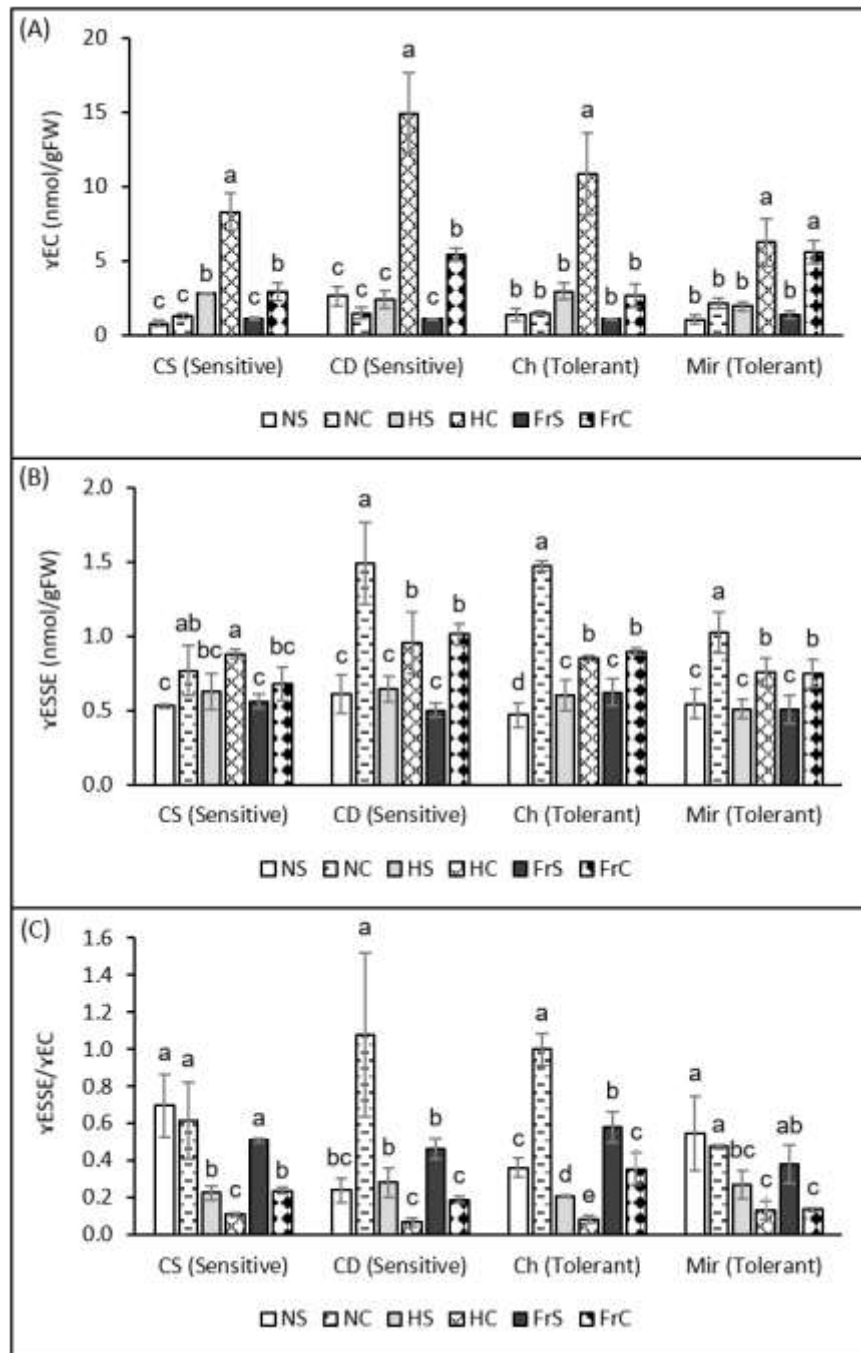 (A)
γEC (nmol/gFW)
20
15
10
5
0
c c b a c b
c c c a c b
b b b a b b
b b b a b a
CS (Sensitive) CD (Sensitive) Ch (Tolerant) Mir (Tolerant)
NS NC HS HC FrS FrC
(B)
γESSE (nmol/gFW)
2.0
1.5
1.0
0.5
0.0
c ab bc a c bc
c a c b c b
d a c b c b
c a c b c b
CS (Sensitive) CD (Sensitive) Ch (Tolerant) Mir (Tolerant)
NS NC HS HC FrS FrC
(C)
γESSE/γEC
1.6
1.4
1.2
1.0
0.8
0.6
0.4
0.2
0.0
a a b c a b
bc a b c b c
c a d e b c
a a bc c ab c
CS (Sensitive) CD (Sensitive) Ch (Tolerant) Mir (Tolerant)
NS NC HS HC FrS FrC